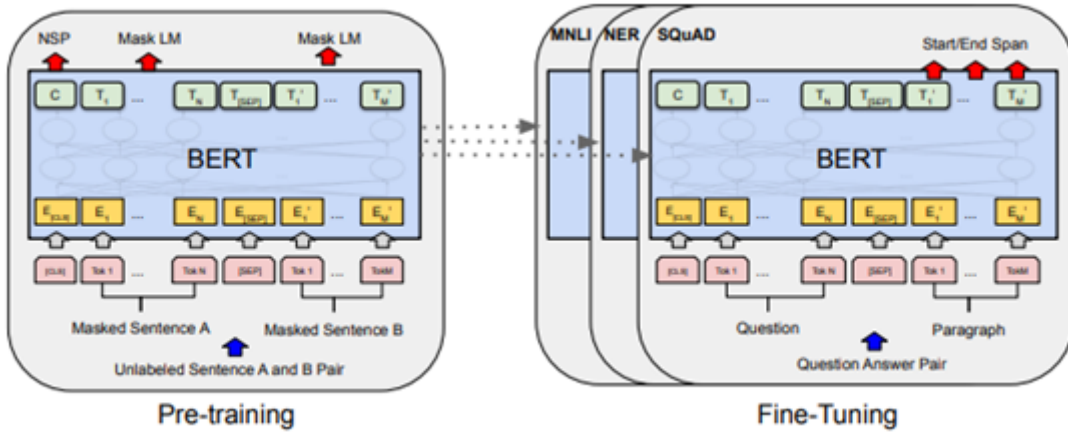 NSP Mask LM Mask LM
C T1 ... TN T[SEP] T1' ... TM'
BERT
E[CLS] E1 ... EN E[SEP] E1' ... EM'
[CLS] Tok 1 ... Tok N [SEP] Tok 1 ... TokM
Masked Sentence A Masked Sentence B
Unlabeled Sentence A and B Pair
Pre-training
MNLI NER SQuAD
Start/End Span
C T1 ... TN T[SEP] T1' ... TM'
BERT
E[CLS] E1 ... EN E[SEP] E1' ... EM'
[CLS] Tok 1 ... Tok N [SEP] Tok 1 ... TokM
Question Paragraph
Question Answer Pair
Fine-Tuning